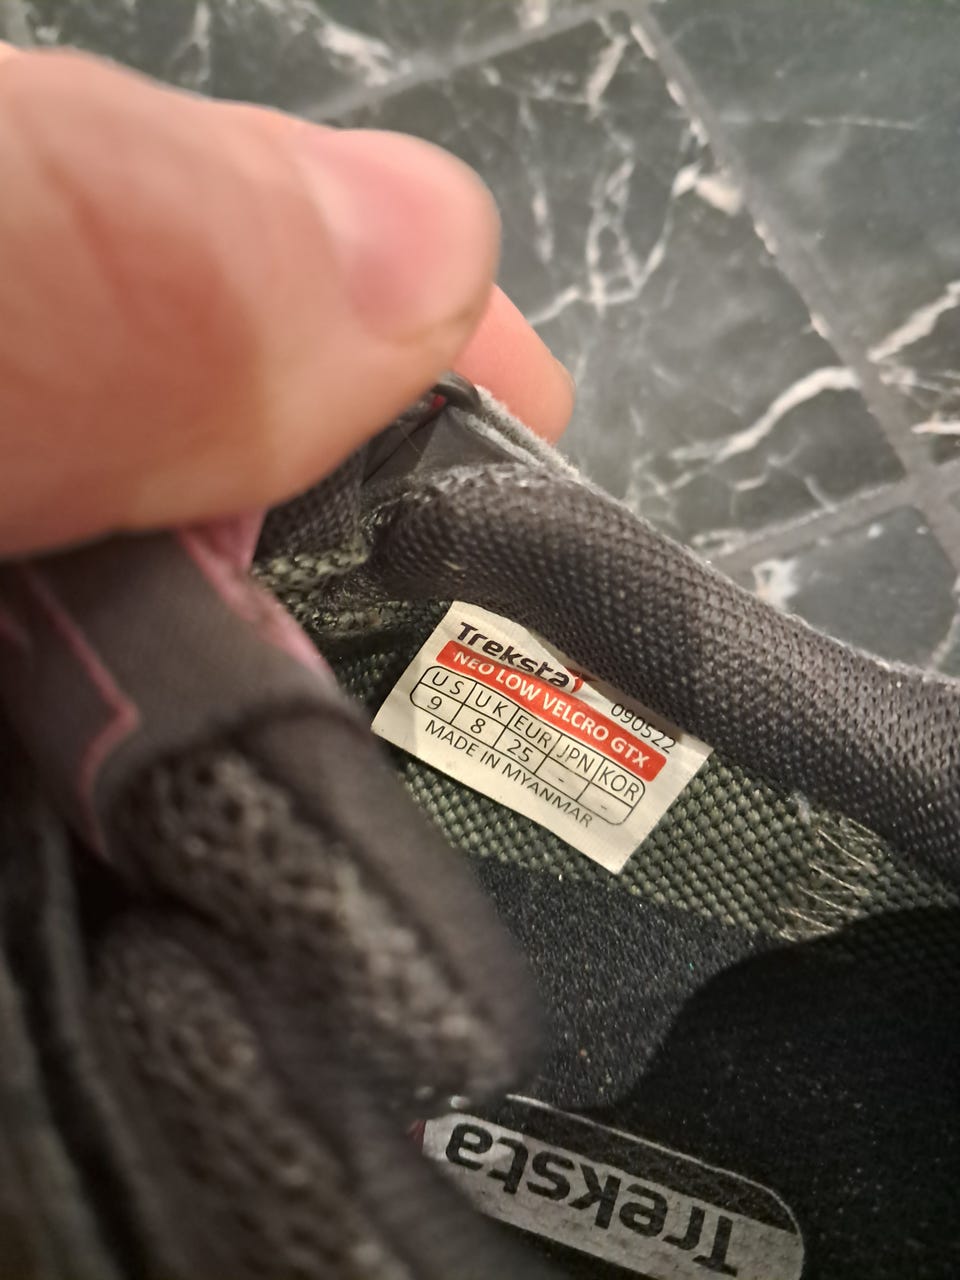 Treksta
NEO LOW VELCRO GTX
090522
US UK EUR JPN KOR
9 8 25 - -
MADE IN MYANMAR
Treksta